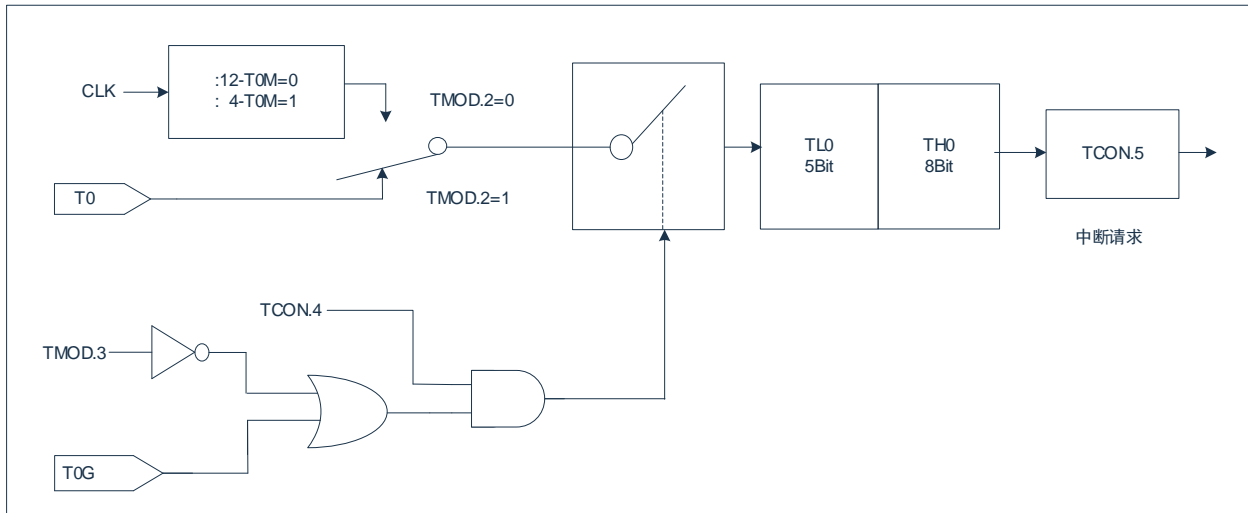 CLK
:12-T0M=0
: 4-T0M=1
TMOD.2=0
T0
TMOD.2=1
TL0
5Bit
TH0
8Bit
TCON.5
中断请求
TCON.4
TMOD.3
T0G